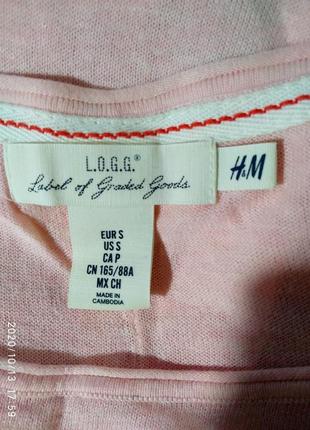 L.O.G.G.®
Label of Graded Goods
H&M
EUR S
US S
CA P
CN 165/88A
MX CH
MADE IN
CAMBODIA
2020/10/13 17:59